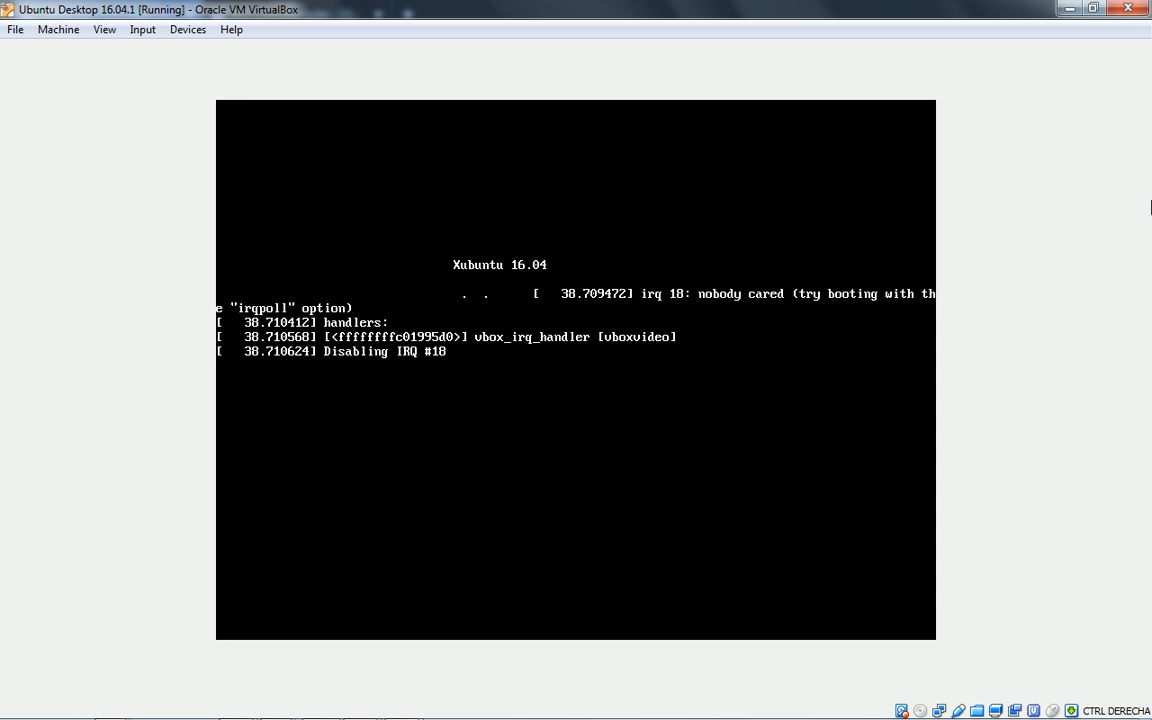 Ubuntu Desktop 16.04.1 [Running] - Oracle VM VirtualBox
File Machine View Input Devices Help
Xubuntu 16.04
. . [ 38.709472] irq 18: nobody cared (try booting with th
e "irqpoll" option)
[ 38.710412] handlers:
[ 38.710568] [<ffffffffc01995d0>] vbox_irq_handler [vboxvideo]
[ 38.710624] Disabling IRQ #18
CTRL DERECHA